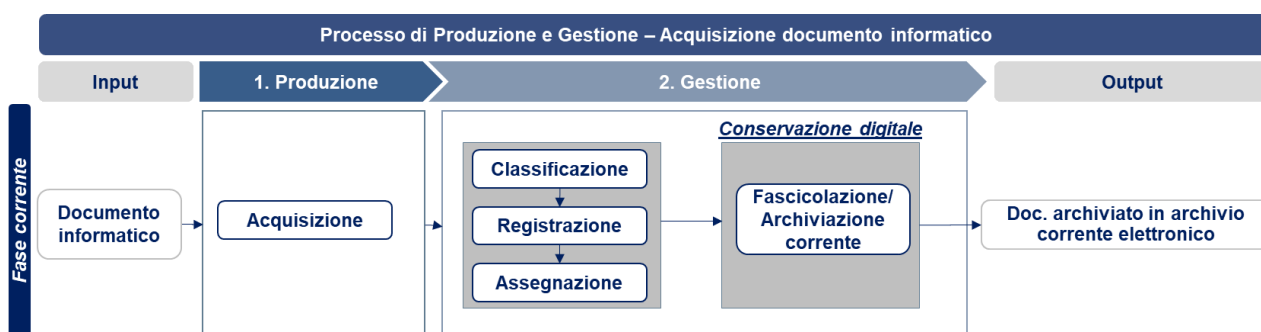 Processo di Produzione e Gestione – Acquisizione documento informatico
Input
1. Produzione
2. Gestione
Output
Fase corrente
Documento
informatico
Acquisizione
Classificazione
Registrazione
Assegnazione
Conservazione digitale
Fascicolazione/
Archiviazione
corrente
Doc. archiviato in archivio
corrente elettronico